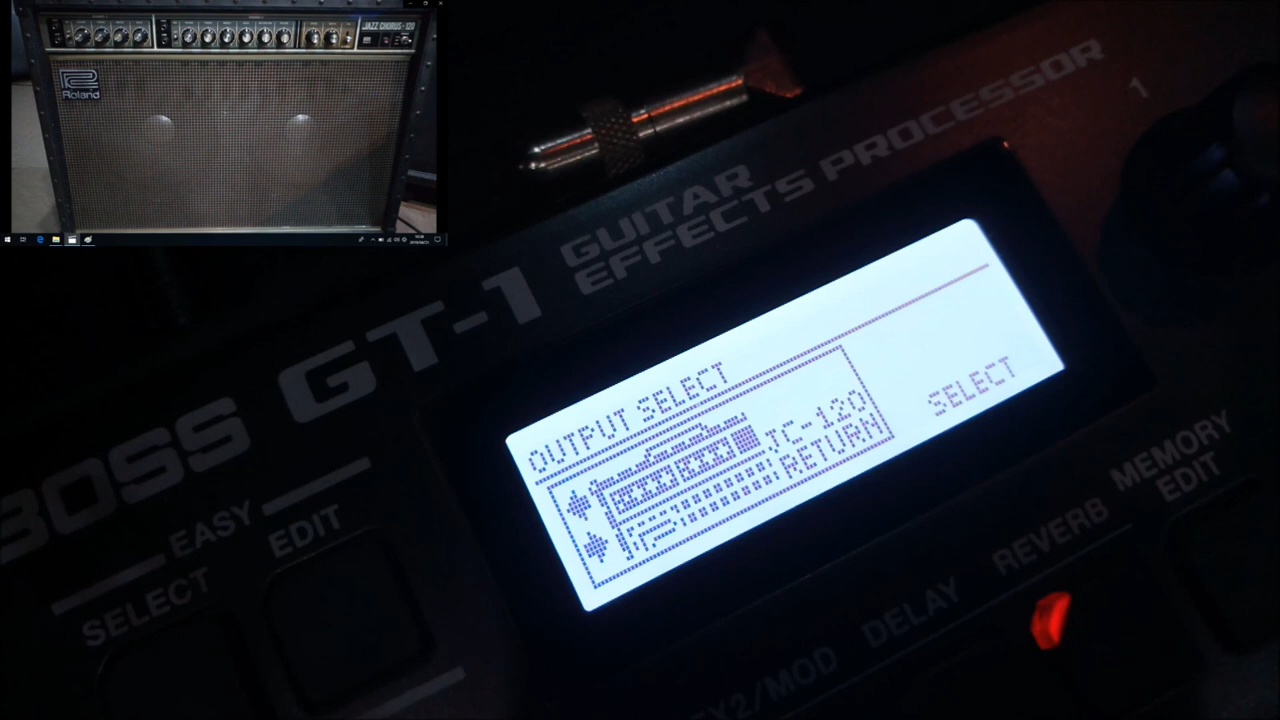 JAZZ CHORUS-120
Roland
BOSS GT-1
GUITAR
EFFECTS PROCESSOR
1
OUTPUT SELECT
JC-120
RETURN
SELECT
EASY
SELECT
EDIT
FX2/MOD
DELAY
REVERB
MEMORY
EDIT